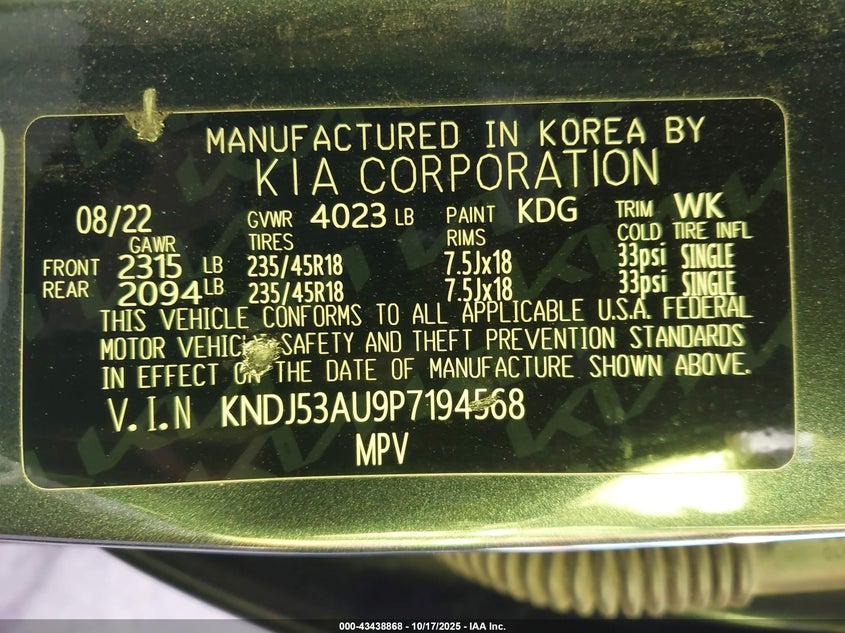 MANUFACTURED IN KOREA BY
KIA CORPORATION
08/22 GVWR 4023 LB PAINT KDG TRIM WK
GAWR TIRES RIMS COLD TIRE INFL
FRONT 2315 LB 235/45R18 7.5Jx18 33psi SINGLE
REAR 2094 LB 235/45R18 7.5Jx18 33psi SINGLE
THIS VEHICLE CONFORMS TO ALL APPLICABLE U.S.A. FEDERAL
MOTOR VEHICLE SAFETY AND THEFT PREVENTION STANDARDS
IN EFFECT ON THE DATE OF MANUFACTURE SHOWN ABOVE.
V.I.N KNDJ53AU9P7194568
MPV
000-43438868 - 10/17/2025 - IAA Inc.